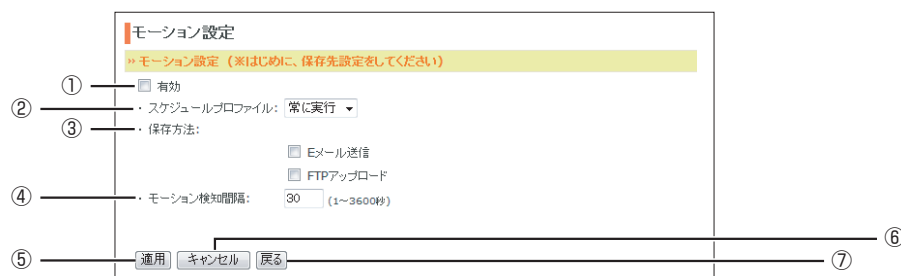 モーション設定
» モーション設定 (※はじめに、保存先設定をしてください)
① 有効
② ・スケジュールプロファイル: 常に実行
③ ・保存方法:
Eメール送信
FTPアップロード
④ ・モーション検知間隔: 30 (1~3600秒)
⑥
⑤ 適用 キャンセル 戻る ⑦